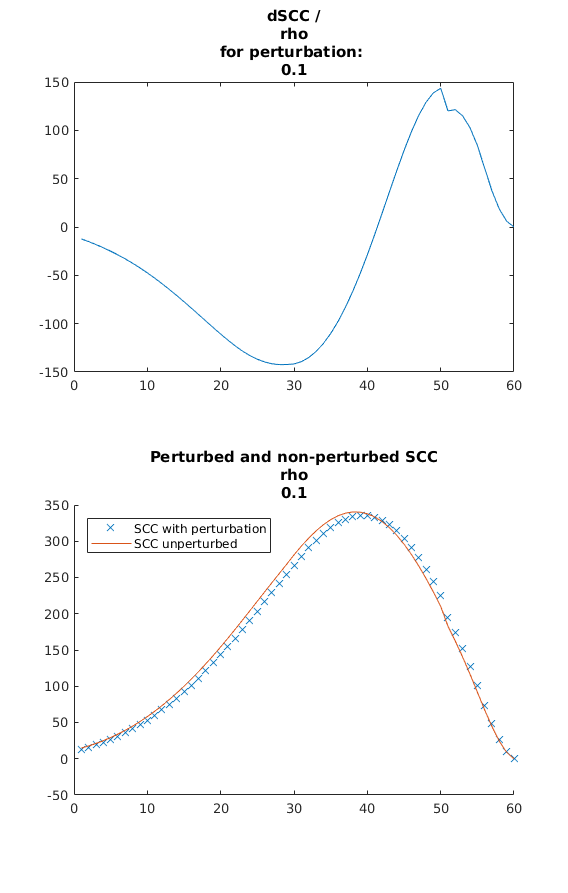 dSCC /
rho
for perturbation:
0.1
150
100
50
0
-50
-100
-150
0 10 20 30 40 50 60
Perturbed and non-perturbed SCC
rho
0.1
350
300
250
200
150
100
50
0
-50
SCC with perturbation
SCC unperturbed
0 10 20 30 40 50 60